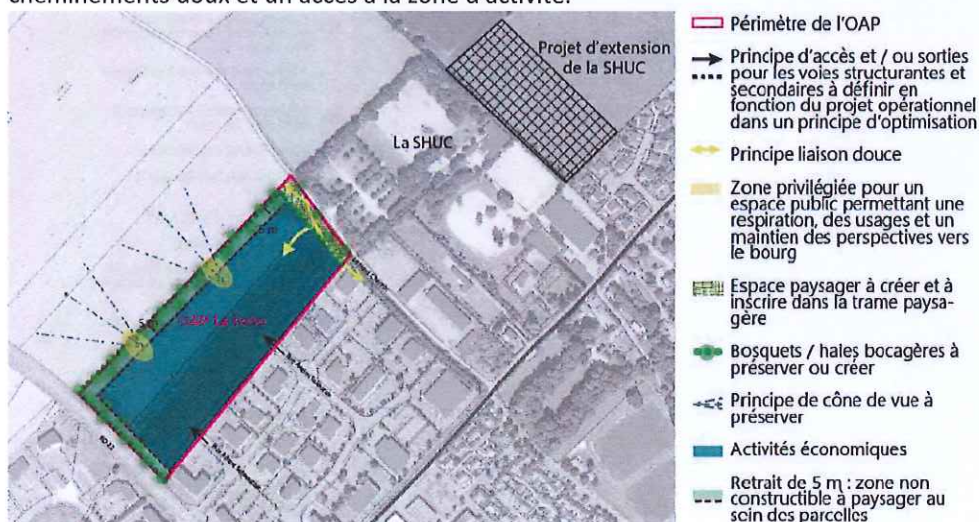 cheminements doux et un accès à la zone d'activité.
Projet d'extension
de la SHUC
La SHUC
5 m
5 m
RD 22
Périmètre de l'OAP
Principe d'accès et / ou sorties
pour les voies structurantes et
secondaires à définir en
fonction du projet opérationnel
dans un principe d'optimisation
Principe liaison douce
Zone privilégiée pour un
espace public permettant une
respiration, des usages et un
maintien des perspectives vers
le bourg
Espace paysager à créer et à
inscrire dans la trame paysa-
gère
Bosquets / haies bocagères à
préserver ou créer
Principe de cône de vue à
préserver
Activités économiques
Retrait de 5 m : zone non
constructible à paysager au
sein des parcelles